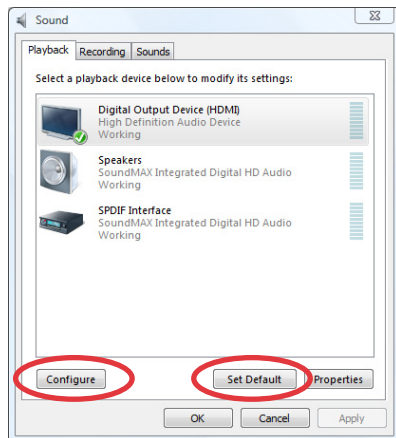 Sound
Playback Recording Sounds
Select a playback device below to modify its settings:
Digital Output Device (HDMI)
High Definition Audio Device
Working
Speakers
SoundMAX Integrated Digital HD Audio
Working
SPDIF Interface
SoundMAX Integrated Digital HD Audio
Working
Configure Set Default Properties
OK Cancel Apply